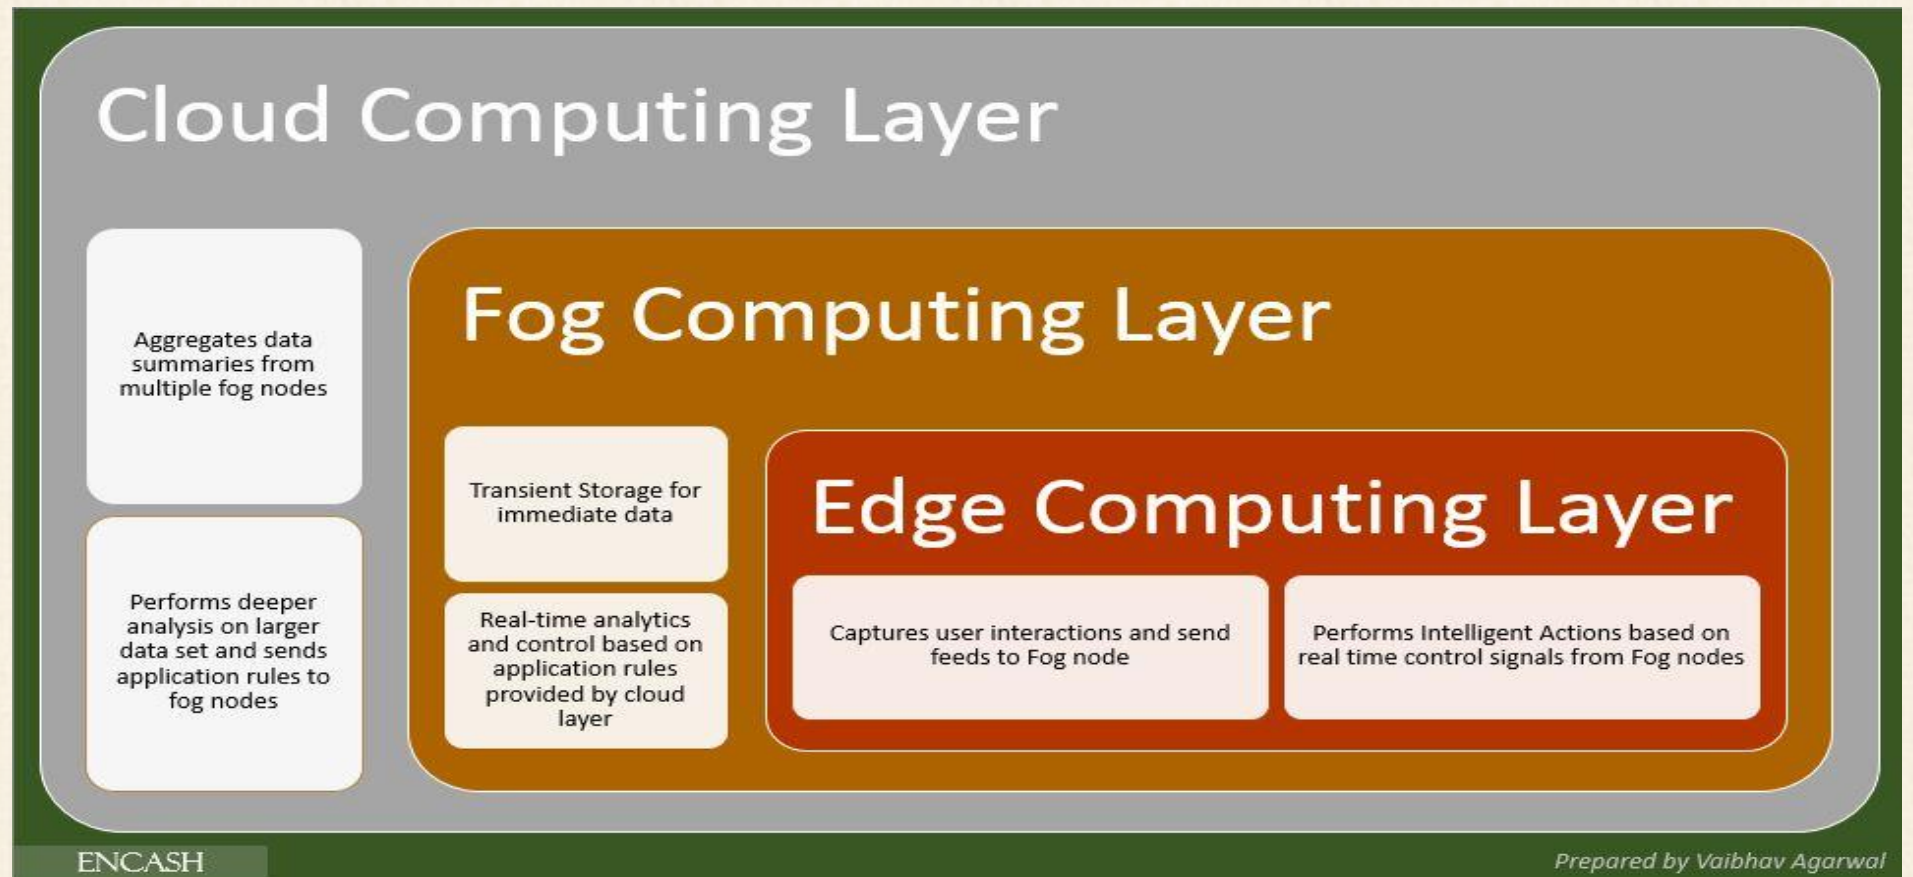 Cloud Computing Layer
Aggregates data
summaries from
multiple fog nodes
Performs deeper
analysis on larger
data set and sends
application rules to
fog nodes
Fog Computing Layer
Transient Storage for
immediate data
Real-time analytics
and control based on
application rules
provided by cloud
layer
Edge Computing Layer
Captures user interactions and send
feeds to Fog node
Performs Intelligent Actions based on
real time control signals from Fog nodes
ENCASH
Prepared by Vaibhav Agarwal